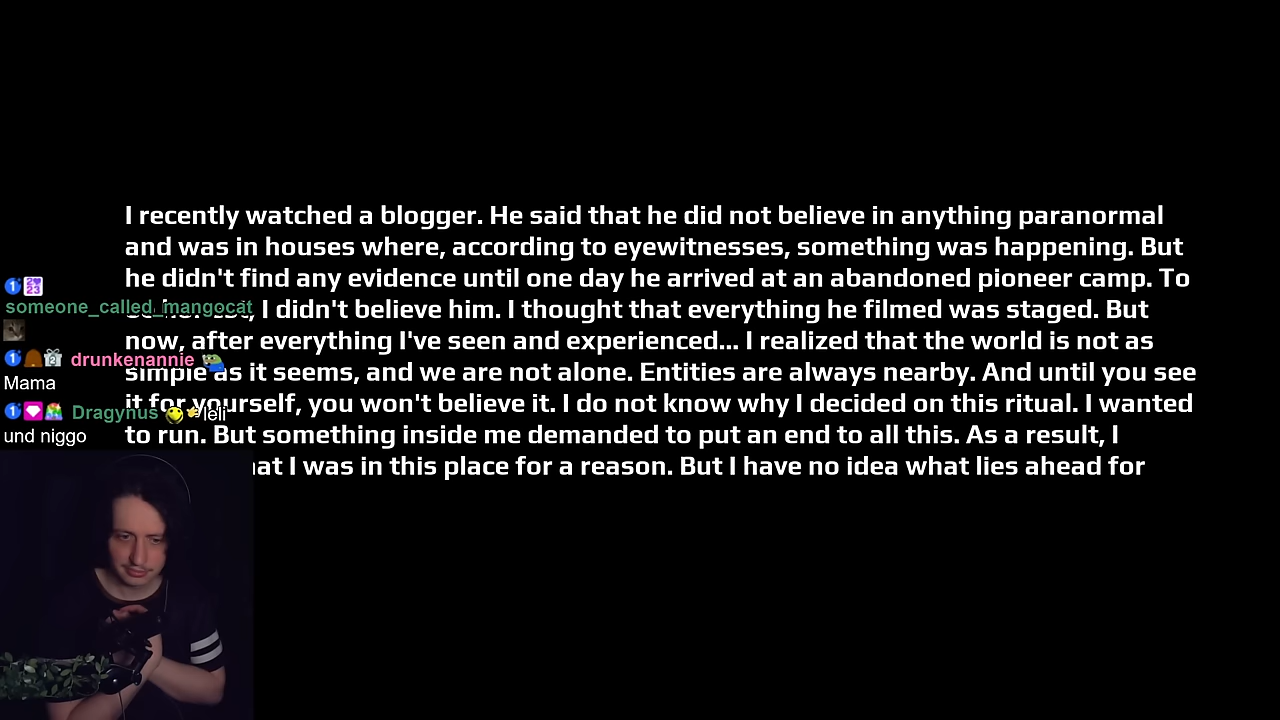 I recently watched a blogger. He said that he did not believe in anything paranormal
and was in houses where, according to eyewitnesses, something was happening. But
he didn't find any evidence until one day he arrived at an abandoned pioneer camp. To
I didn't believe him. I thought that everything he filmed was staged. But
now, after everything I've seen and experienced... I realized that the world is not as
simple as it seems, and we are not alone. Entities are always nearby. And until you see
it for yourself, you won't believe it. I do not know why I decided on this ritual. I wanted
to run. But something inside me demanded to put an end to all this. As a result, I
that I was in this place for a reason. But I have no idea what lies ahead for
someone_called_mangocat
drunkenannie
Mama
Dragynus leli
und niggo